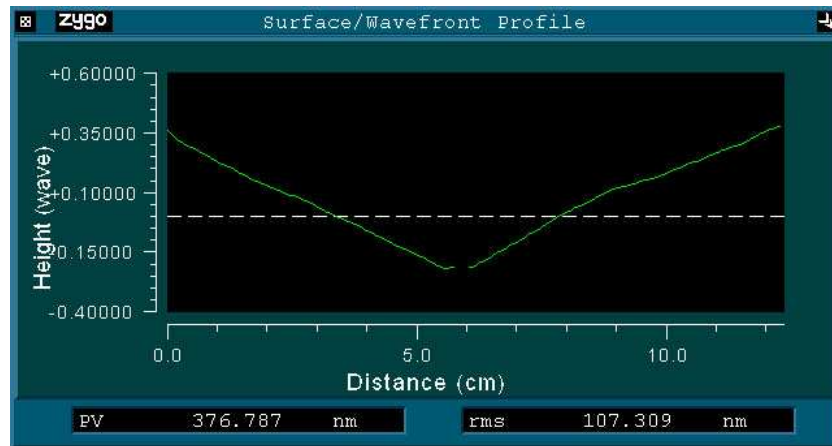 zygo Surface/Wavefront Profile
+0.60000
+0.35000
+0.10000
-0.15000
-0.40000
Height (wave)
0.0 5.0 10.0
Distance (cm)
PV 376.787 nm rms 107.309 nm